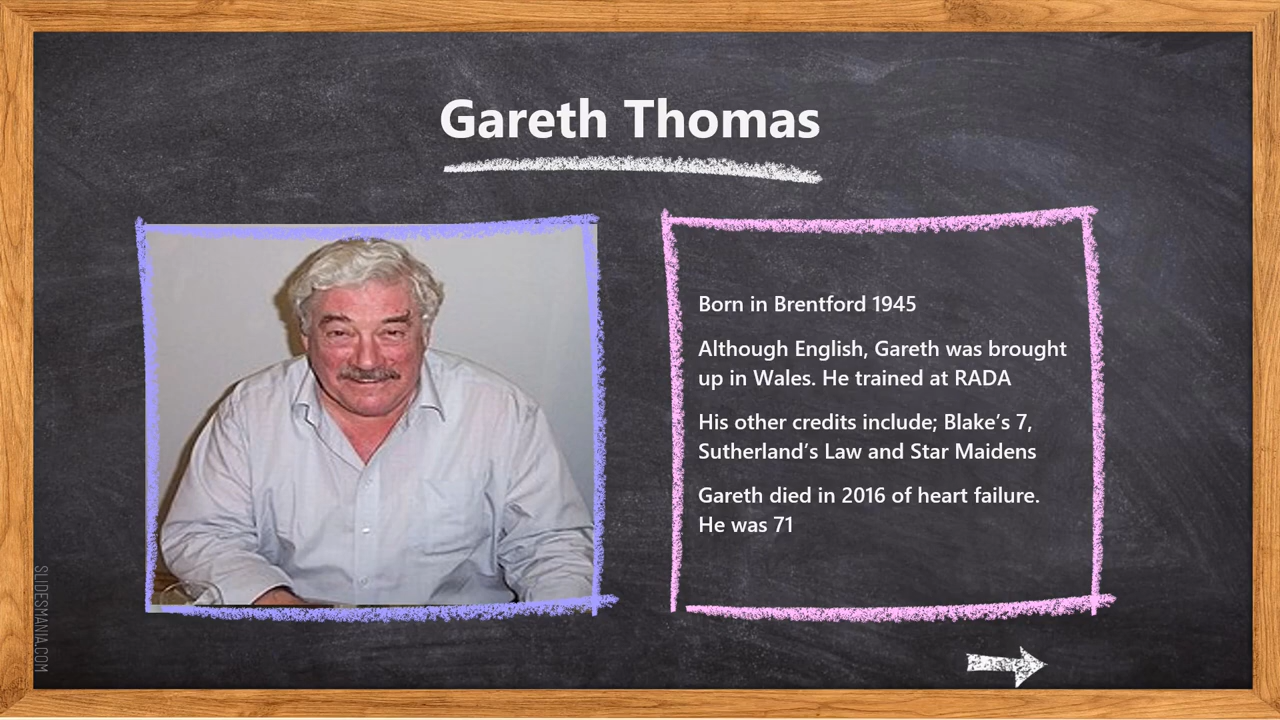 Gareth Thomas
Born in Brentford 1945
Although English, Gareth was brought
up in Wales. He trained at RADA
His other credits include; Blake’s 7,
Sutherland’s Law and Star Maidens
Gareth died in 2016 of heart failure.
He was 71
SLIDESMANIA.COM